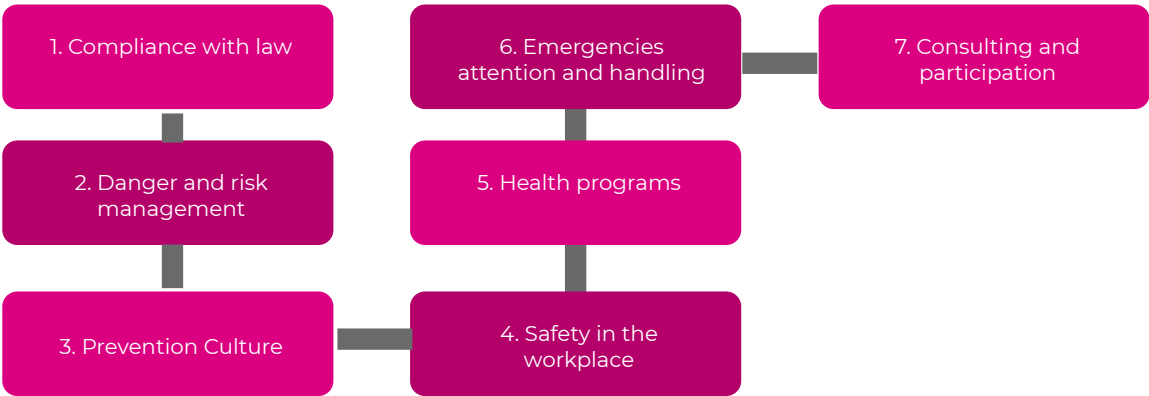 1. Compliance with law
2. Danger and risk
management
3. Prevention Culture
4. Safety in the
workplace
5. Health programs
6. Emergencies
attention and handling
7. Consulting and
participation